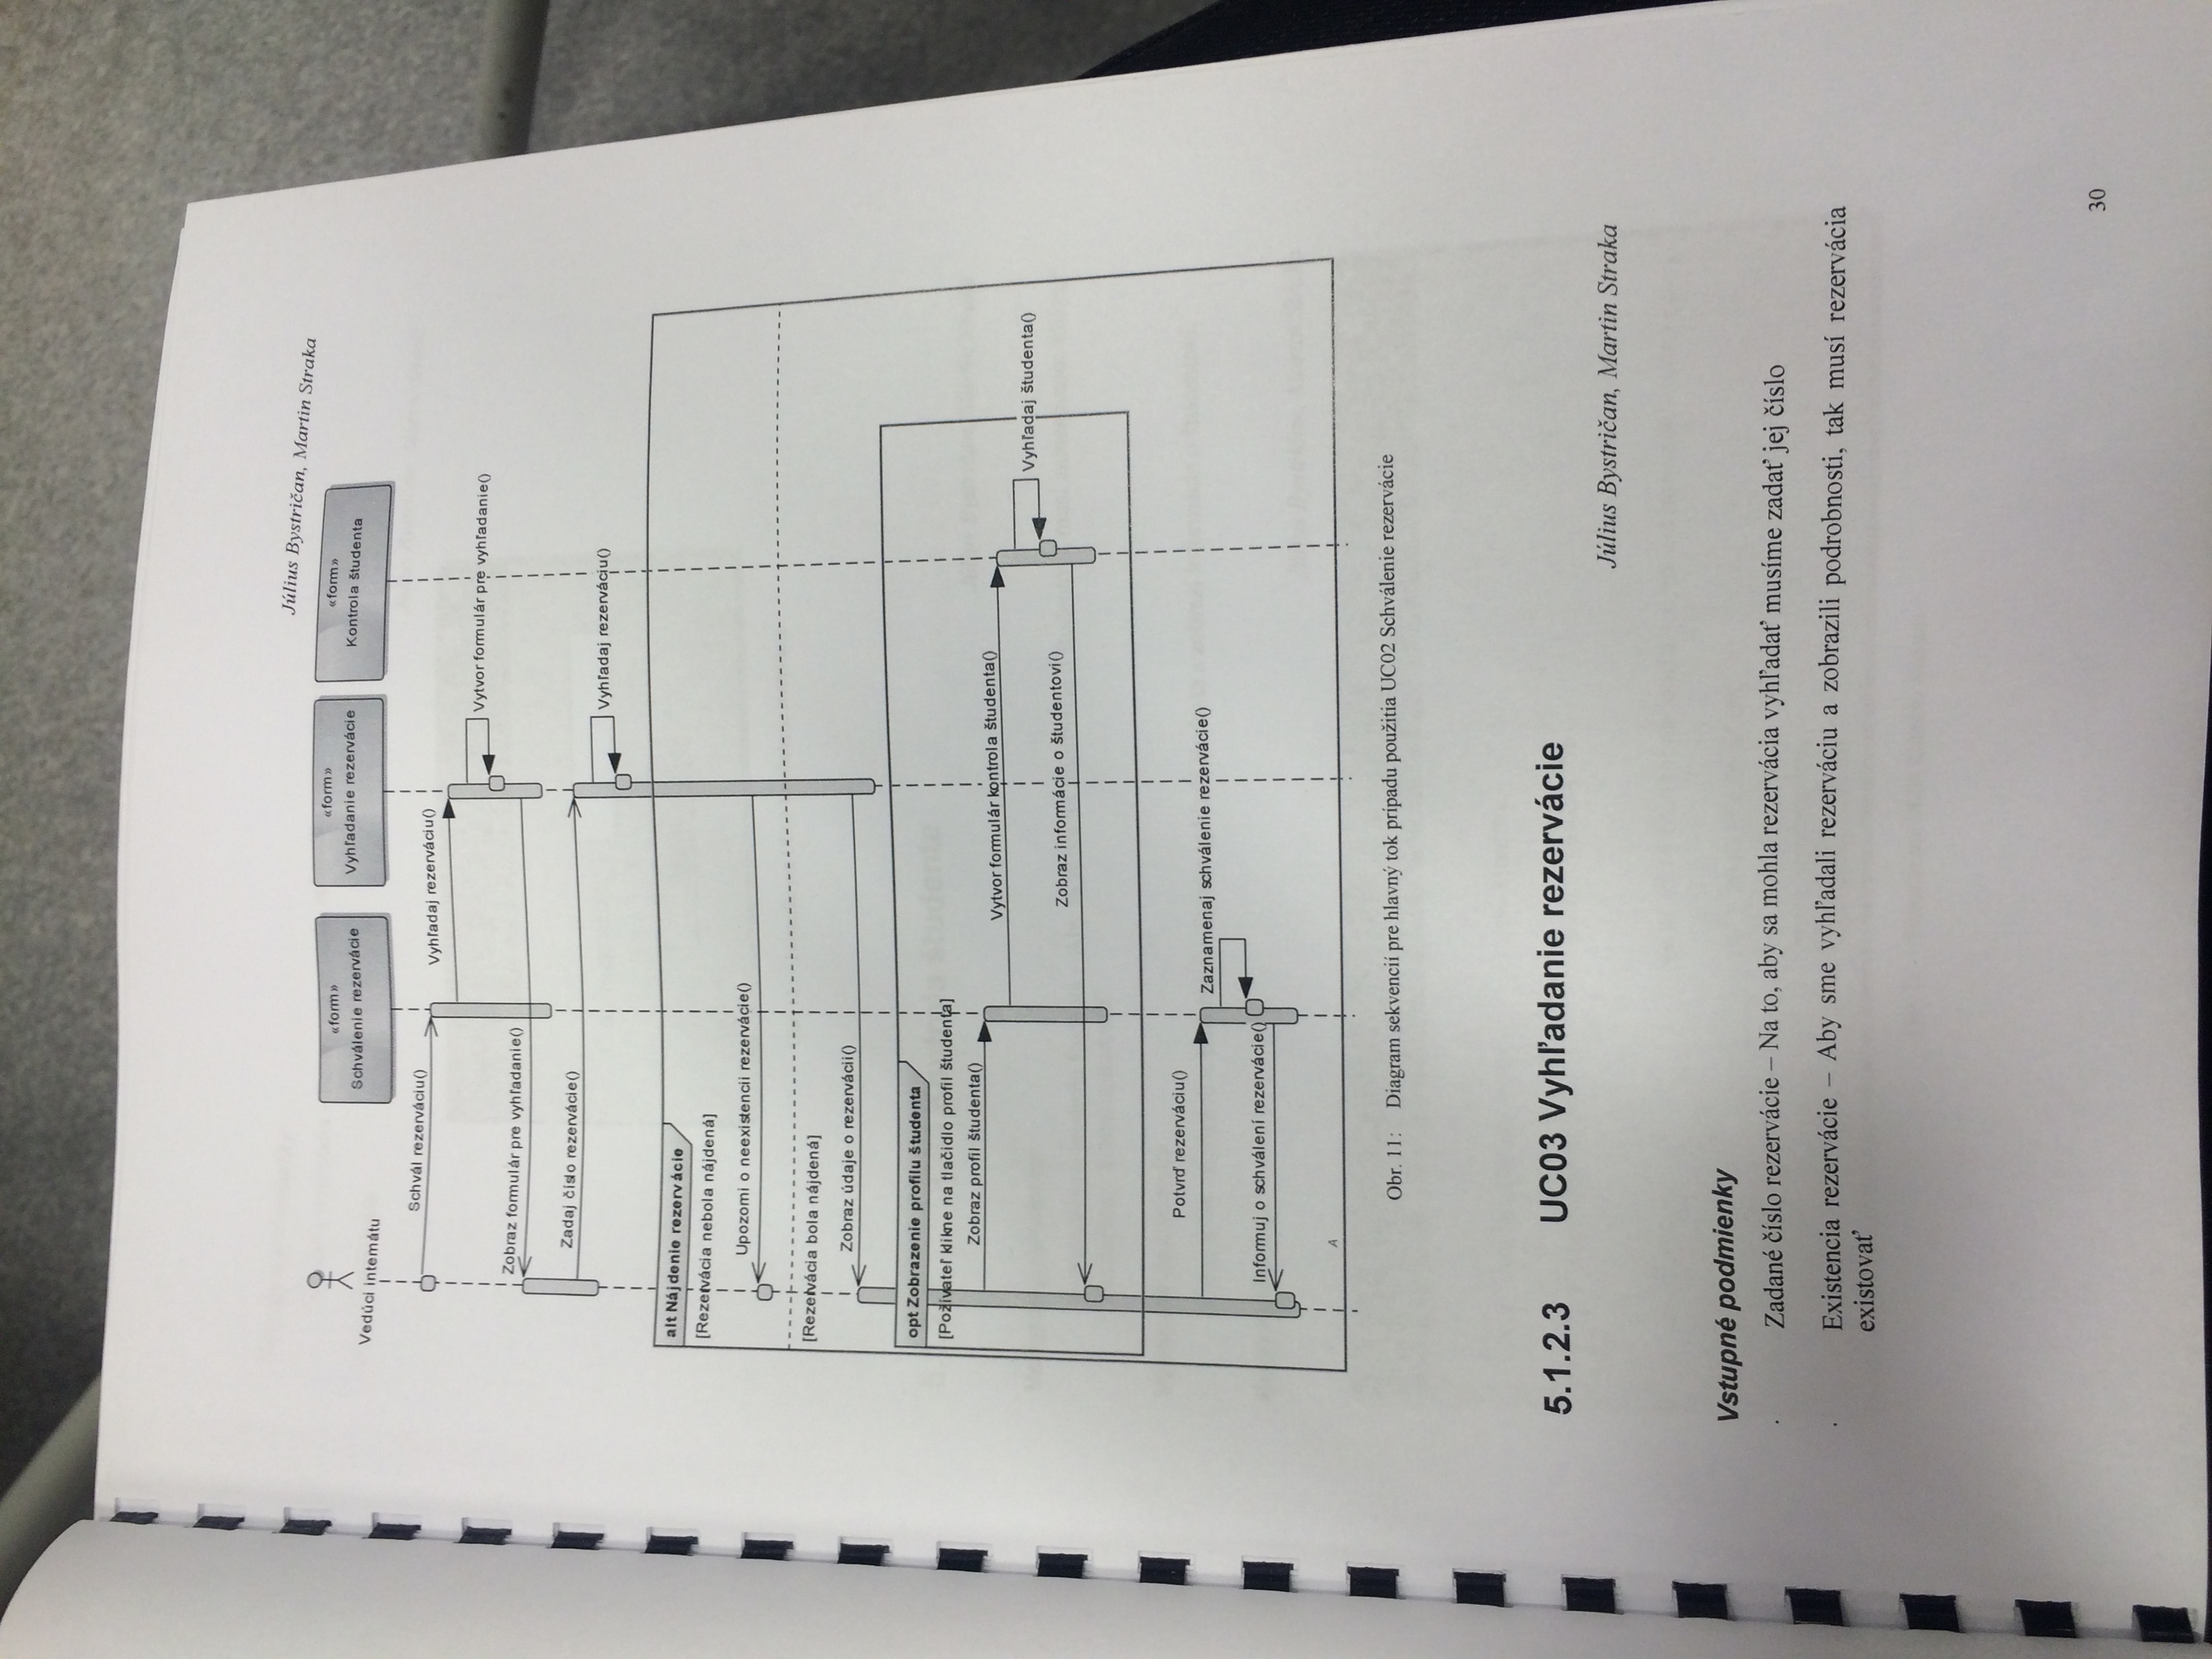 Július Bystričan, Martin Straka
Vedúci internátu
«form»
Schválenie rezervácie
«form»
Vyhľadanie rezervácie
«form»
Kontrola študenta
Schváľ rezerváciu()
Vyhľadaj rezerváciu()
Vytvor formulár pre vyhľadanie()
Zobraz formulár pre vyhľadanie()
Zadaj číslo rezervácie()
Vyhľadaj rezerváciu()
alt Nájdenie rezervácie
[Rezervácia nebola nájdená]
Upozorni o neexistencii rezervácie()
[Rezervácia bola nájdená]
Zobraz údaje o rezervácii()
opt Zobrazenie profilu študenta
[Požívateľ klikne na tlačidlo profil študenta]
Zobraz profil študenta()
Vytvor formulár kontrola študenta()
Vyhľadaj študenta()
Zobraz informácie o študentovi()
Potvrď rezerváciu()
Zaznamenaj schválenie rezervácie()
Informuj o schválení rezervácie()
A
Obr. 11: Diagram sekvencií pre hlavný tok prípadu použitia UC02 Schválenie rezervácie
5.1.2.3 UC03 Vyhľadanie rezervácie
Július Bystričan, Martin Straka
Vstupné podmienky
· Zadané číslo rezervácie – Na to, aby sa mohla rezervácia vyhľadať musíme zadať jej číslo
· Existencia rezervácie – Aby sme vyhľadali rezerváciu a zobrazili podrobnosti, tak musí rezervácia
existovať
30